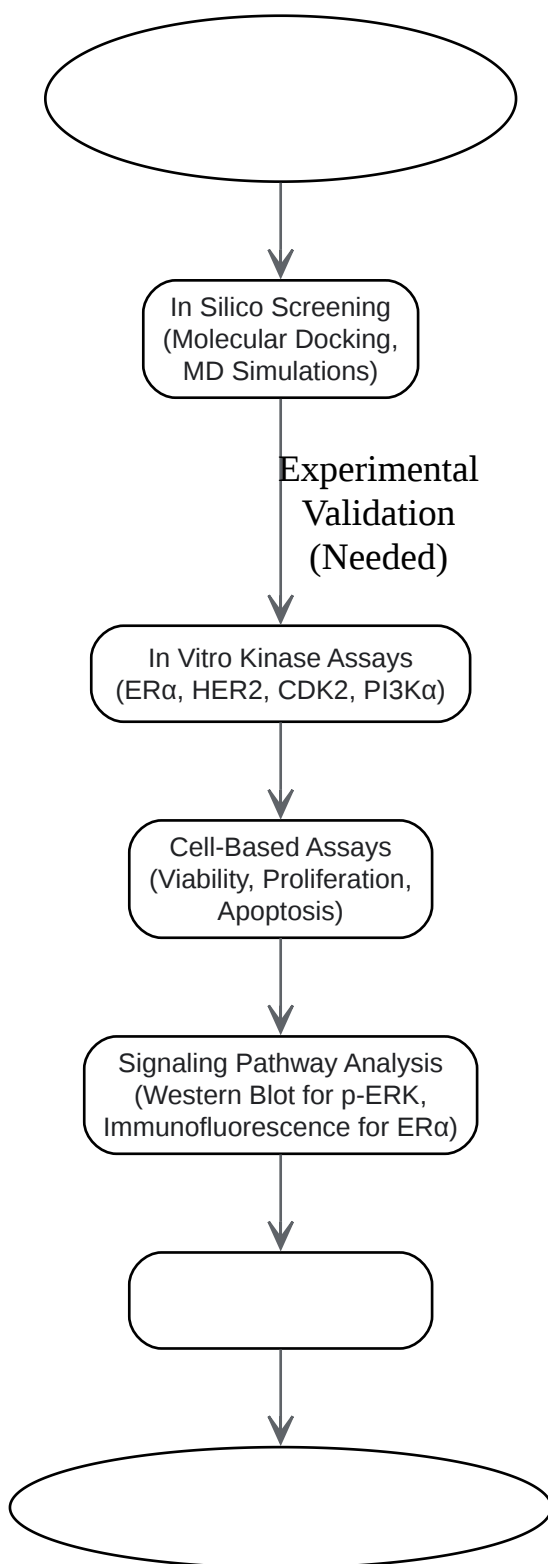 In Silico Screening
(Molecular Docking,
MD Simulations)
Experimental
Validation
(Needed)
In Vitro Kinase Assays
(ERα, HER2, CDK2, PI3Kα)
Cell-Based Assays
(Viability, Proliferation,
Apoptosis)
Signaling Pathway Analysis
(Western Blot for p-ERK,
Immunofluorescence for ERα)